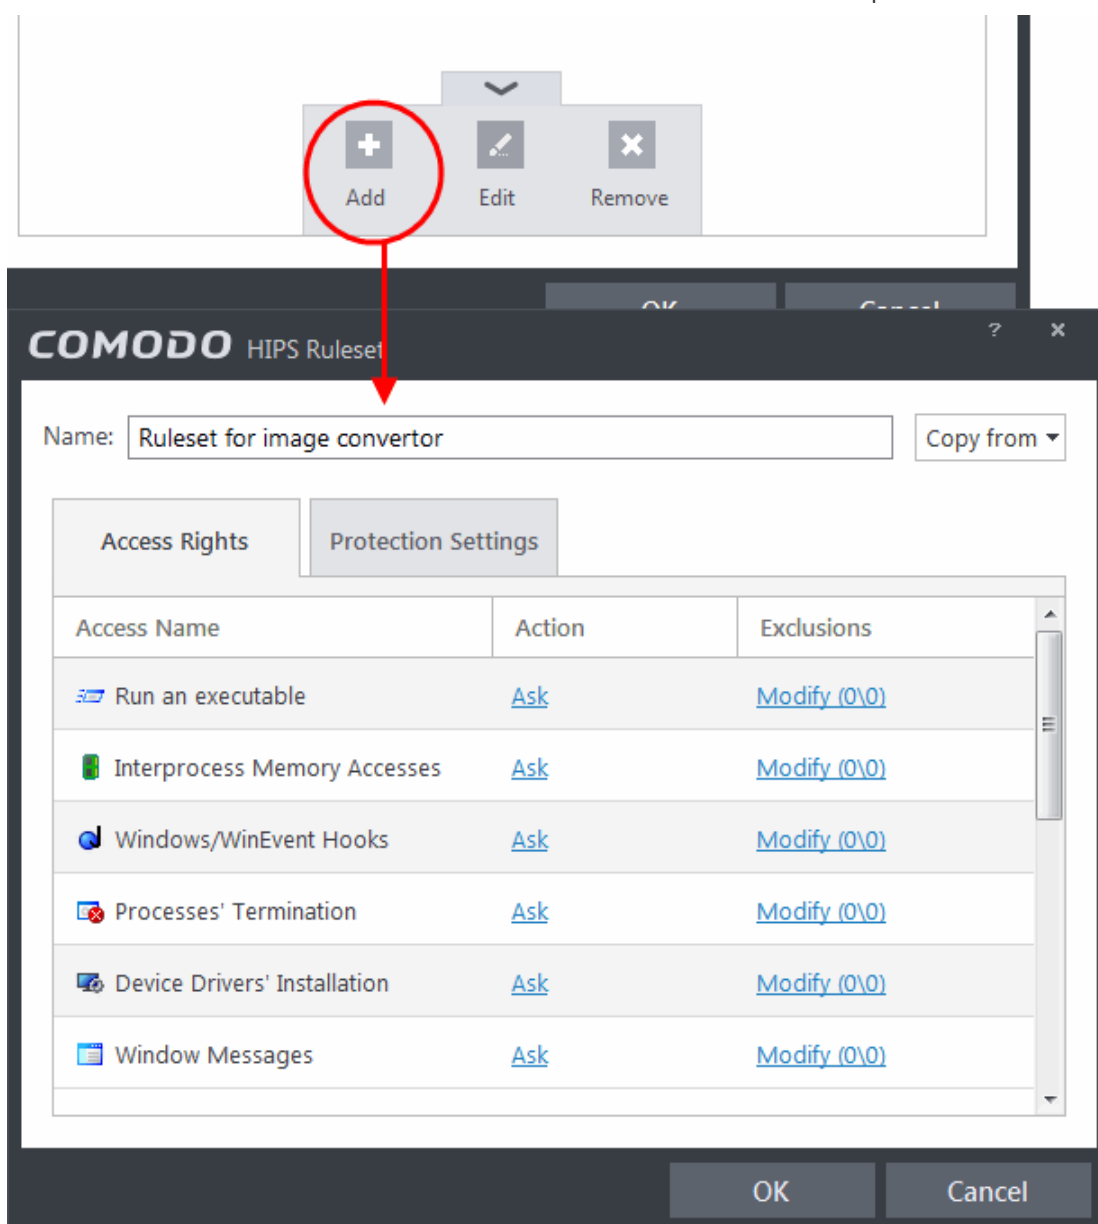 Add Edit Remove
OK Cancel
COMODO HIPS Ruleset ? x
Name: Ruleset for image convertor Copy from
Access Rights Protection Settings
Access Name Action Exclusions
Run an executable Ask Modify (0\0)
Interprocess Memory Accesses Ask Modify (0\0)
Windows/WinEvent Hooks Ask Modify (0\0)
Processes' Termination Ask Modify (0\0)
Device Drivers' Installation Ask Modify (0\0)
Window Messages Ask Modify (0\0)
OK Cancel